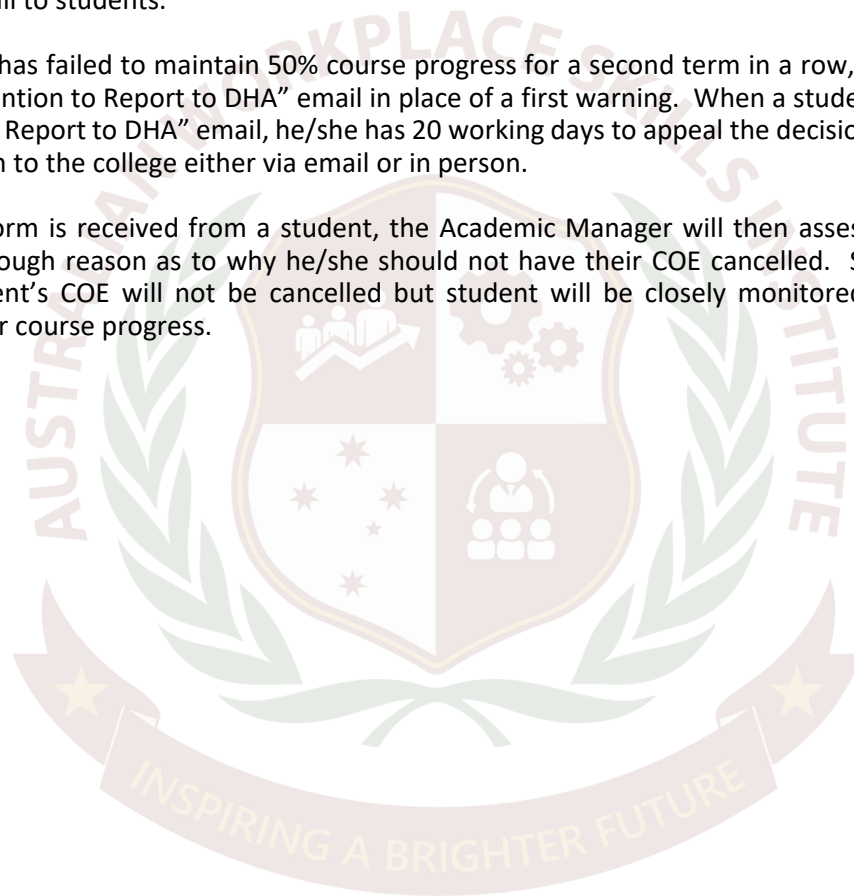 to students.
has failed to maintain 50% course progress for a second term in a row,
ntion to Report to DHA” email in place of a first warning. When a stude
Report to DHA” email, he/she has 20 working days to appeal the decisio
n to the college either via email or in person.
orm is received from a student, the Academic Manager will then asses
ough reason as to why he/she should not have their COE cancelled. S
ent’s COE will not be cancelled but student will be closely monitored
r course progress.
AUSTRALIAN WORKPLACE SKILLS INSTITUTE
INSPIRING A BRIGHTER FUTURE